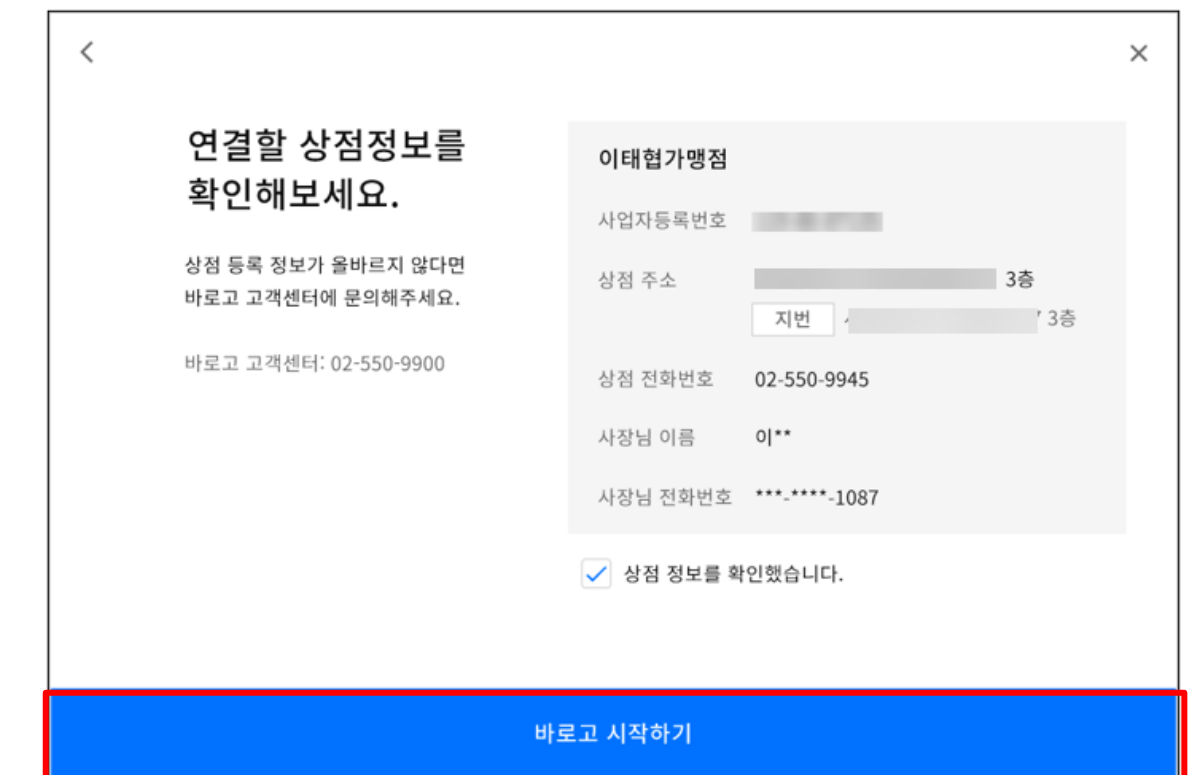 연결할 상점정보를
확인해보세요.
상점 등록 정보가 올바르지 않다면
바로고 고객센터에 문의해주세요.
바로고 고객센터: 02-550-9900
이태협가맹점
사업자등록번호
상점 주소 3층
지번 3층
상점 전화번호 02-550-9945
사장님 이름 이**
사장님 전화번호 ***-****-1087
상점 정보를 확인했습니다.
바로고 시작하기